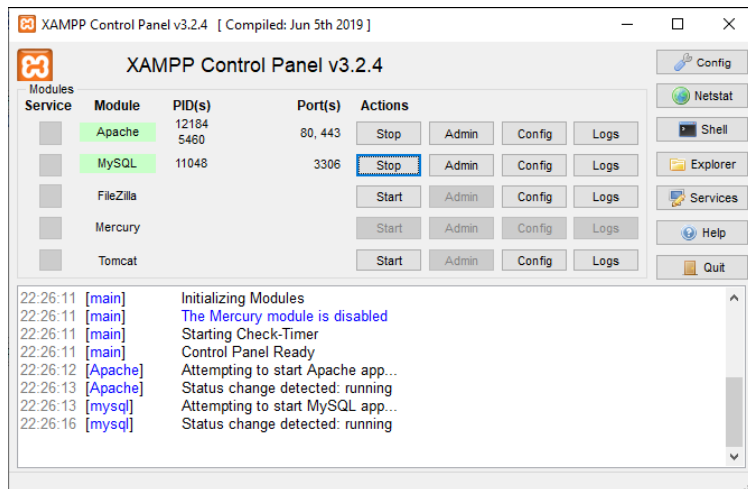 XAMPP Control Panel v3.2.4 [ Compiled: Jun 5th 2019 ]
XAMPP Control Panel v3.2.4
Config
Modules
Service Module PID(s) Port(s) Actions
Netstat
Apache 12184 5460 80, 443 Stop Admin Config Logs
Shell
MySQL 11048 3306 Stop Admin Config Logs
Explorer
FileZilla Start Admin Config Logs
Services
Mercury Start Admin Config Logs
Help
Tomcat Start Admin Config Logs
Quit
22:26:11 [main] Initializing Modules
22:26:11 [main] The Mercury module is disabled
22:26:11 [main] Starting Check-Timer
22:26:11 [main] Control Panel Ready
22:26:12 [Apache] Attempting to start Apache app...
22:26:13 [Apache] Status change detected: running
22:26:13 [mysql] Attempting to start MySQL app...
22:26:16 [mysql] Status change detected: running